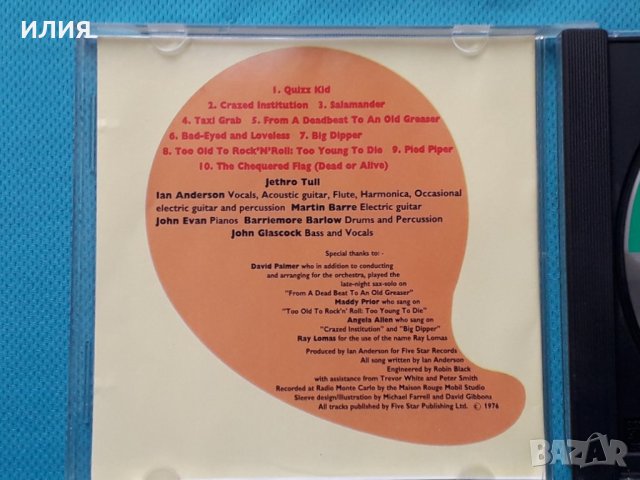 илия
1. Quizz Kid
2. Crazed Institution 3. Salamander
4. Taxi Grab 5. From A Deadbeat To An Old Greaser
6. Bad-Eyed and Loveless 7. Big Dipper
8. Too Old To Rock'N'Roll: Too Young To Die 9. Pied Piper
10. The Chequered Flag (Dead or Alive)
Jethro Tull
Ian Anderson Vocals, Acoustic guitar, Flute, Harmonica, Occasional
electric guitar and percussion Martin Barre Electric guitar
John Evan Pianos Barriemore Barlow Drums and Percussion
John Glascock Bass and Vocals
Special thanks to: -
David Palmer who in addition to conducting
and arranging for the orchestra, played the
late-night sax-solo on
"From A Dead Beat To An Old Greaser"
Maddy Prior who sang on
"Too Old To Rock'n' Roll: Too Young To Die"
Angela Allen who sang on
"Crazed Institution" and "Big Dipper"
Ray Lomas for the use of the name Ray Lomas
Produced by Ian Anderson for Five Star Records
All song written by Ian Anderson
Engineered by Robin Black
with assistance from Trevor White and Peter Smith
Recorded at Radio Monte Carlo by the Maison Rouge Mobil Studio
Sleeve design/illustration by Michael Farrell and David Gibbons
All tracks published by Five Star Publishing Ltd. Ⓒ 1976
BAZAR